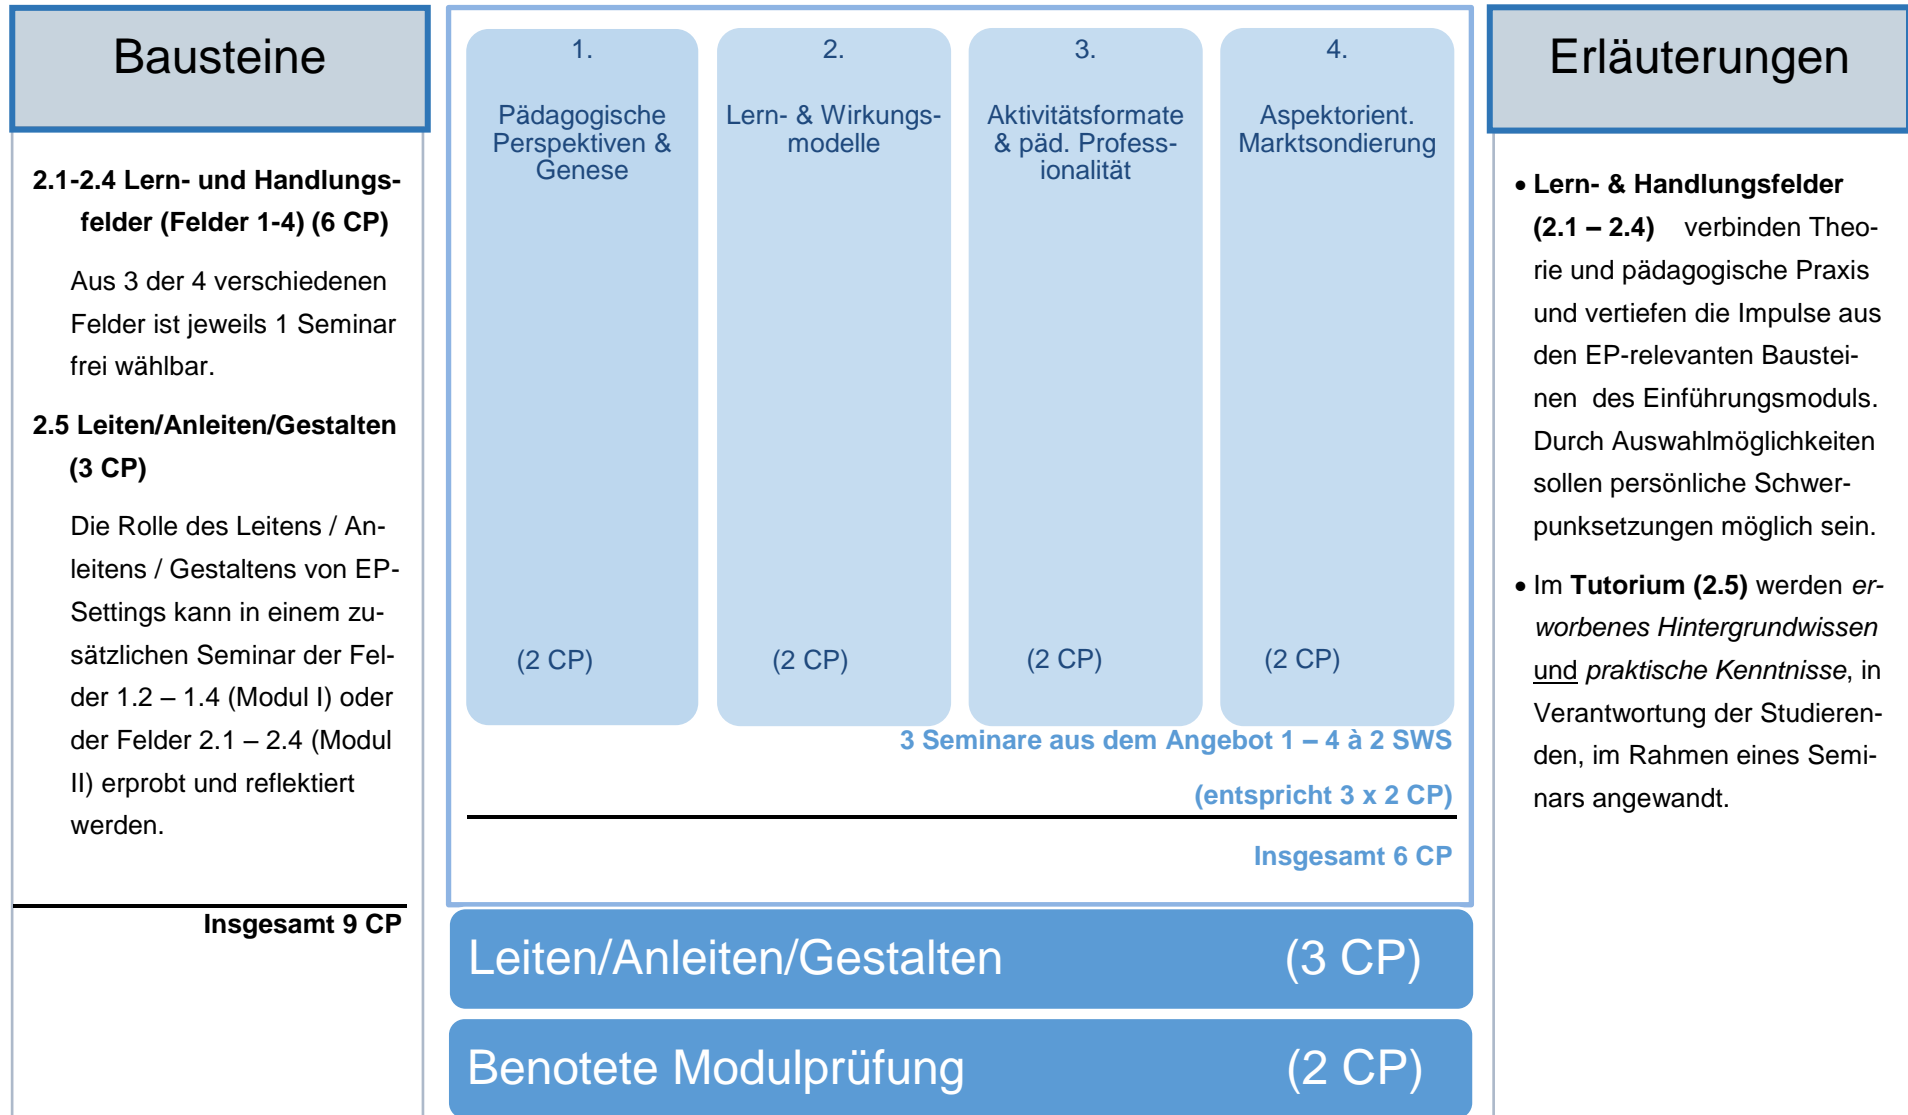 Bausteine
2.1-2.4 Lern- und Handlungs-
felder (Felder 1-4) (6 CP)
Aus 3 der 4 verschiedenen
Felder ist jeweils 1 Seminar
frei wählbar.
2.5 Leiten/Anleiten/Gestalten
(3 CP)
Die Rolle des Leitens / An-
leitens / Gestaltens von EP-
Settings kann in einem zu-
sätzlichen Seminar der Fel-
der 1.2 – 1.4 (Modul I) oder
der Felder 2.1 – 2.4 (Modul
II) erprobt und reflektiert
werden.
Insgesamt 9 CP
1.
Pädagogische
Perspektiven &
Genese
(2 CP)
2.
Lern- & Wirkungs-
modelle
(2 CP)
3.
Aktivitätsformate
& päd. Profess-
ionalität
(2 CP)
4.
Aspektorient.
Marktsondierung
(2 CP)
3 Seminare aus dem Angebot 1 – 4 à 2 SWS
(entspricht 3 x 2 CP)
Insgesamt 6 CP
Leiten/Anleiten/Gestalten (3 CP)
Benotete Modulprüfung (2 CP)
Erläuterungen
• Lern- & Handlungsfelder
(2.1 – 2.4) verbinden Theo-
rie und pädagogische Praxis
und vertiefen die Impulse aus
den EP-relevanten Baustei-
nen des Einführungsmoduls.
Durch Auswahlmöglichkeiten
sollen persönliche Schwer-
punksetzungen möglich sein.
• Im Tutorium (2.5) werden er-
worbenes Hintergrundwissen
und praktische Kenntnisse, in
Verantwortung der Studieren-
den, im Rahmen eines Semi-
nars angewandt.